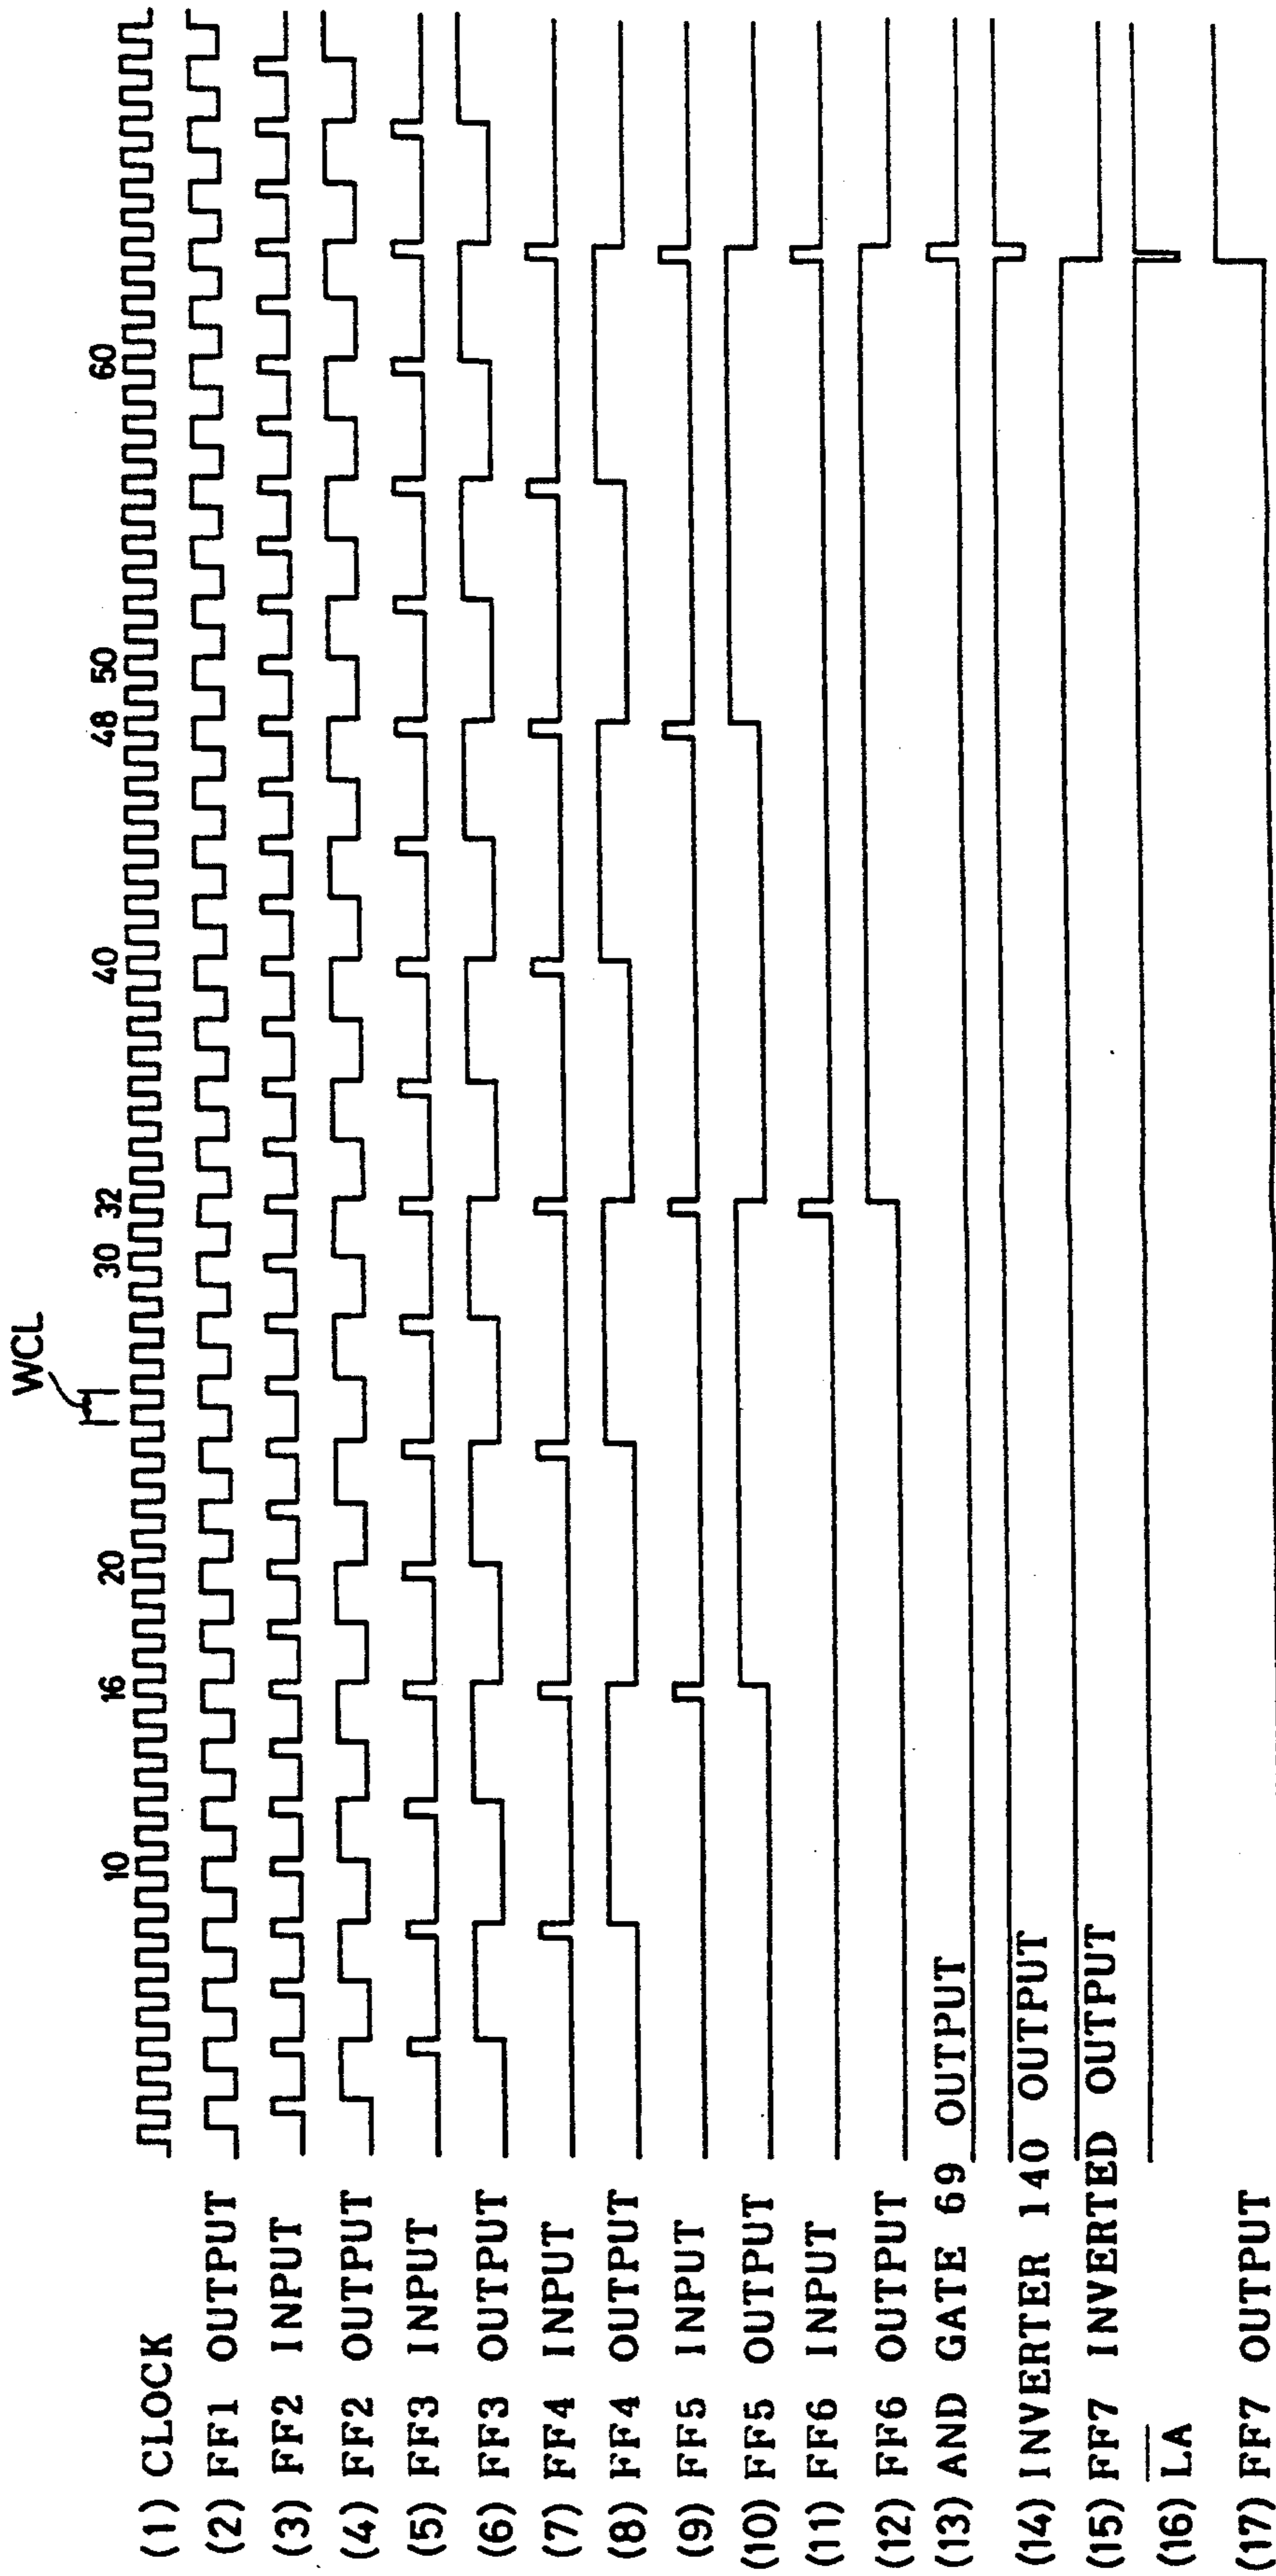 WCL
10 16 20 30 32 40 48 50 60
(1) CLOCK
(2) FF1 OUTPUT
(3) FF2 INPUT
(4) FF2 OUTPUT
(5) FF3 INPUT
(6) FF3 OUTPUT
(7) FF4 INPUT
(8) FF4 OUTPUT
(9) FF5 INPUT
(10) FF5 OUTPUT
(11) FF6 INPUT
(12) FF6 OUTPUT
(13) AND GATE 69 OUTPUT
(14) INVERTER 140 OUTPUT
(15) FF7 INVERTED OUTPUT
(16) L̅A̅
(17) FF7 OUTPUT